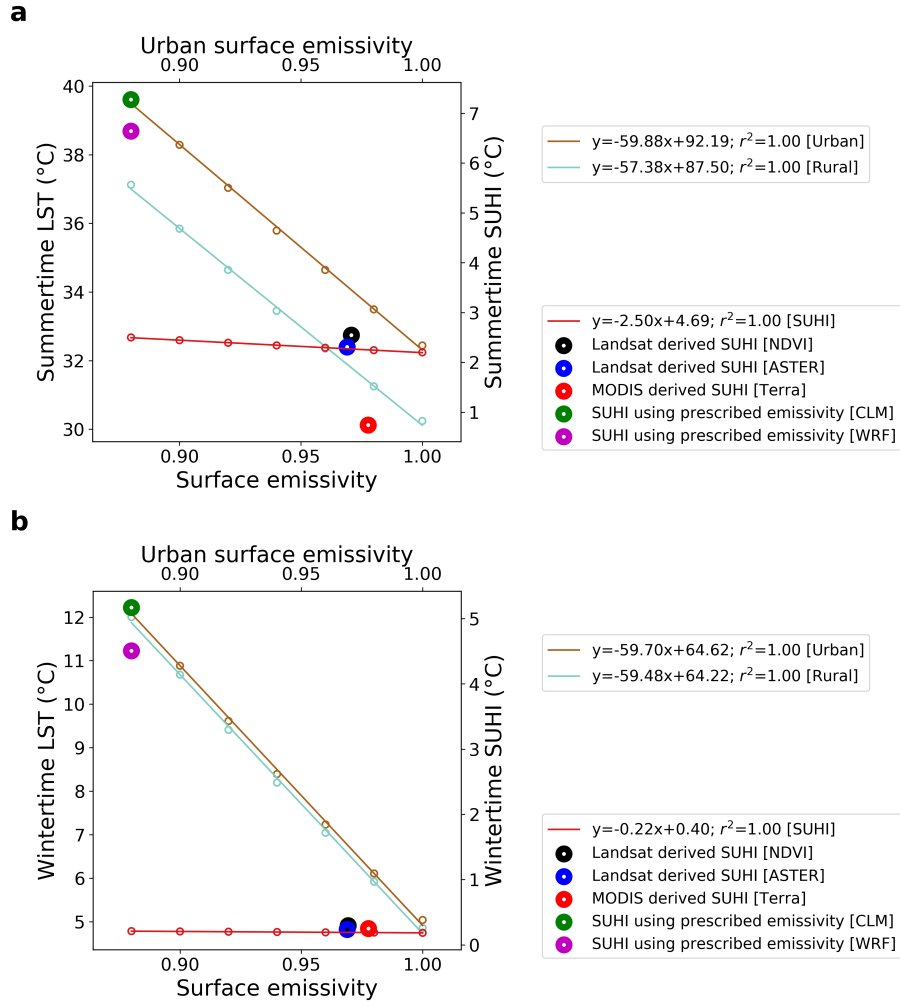 a
Urban surface emissivity
0.90 0.95 1.00
40
38
36
34
32
30
Summertime LST (°C)
7
6
5
4
3
2
1
Summertime SUHI (°C)
0.90 0.95 1.00
Surface emissivity
y=-59.88x+92.19; r²=1.00 [Urban]
y=-57.38x+87.50; r²=1.00 [Rural]
y=-2.50x+4.69; r²=1.00 [SUHI]
Landsat derived SUHI [NDVI]
Landsat derived SUHI [ASTER]
MODIS derived SUHI [Terra]
SUHI using prescribed emissivity [CLM]
SUHI using prescribed emissivity [WRF]
b
Urban surface emissivity
0.90 0.95 1.00
12
11
10
9
8
7
6
5
Wintertime LST (°C)
5
4
3
2
1
0
Wintertime SUHI (°C)
0.90 0.95 1.00
Surface emissivity
y=-59.70x+64.62; r²=1.00 [Urban]
y=-59.48x+64.22; r²=1.00 [Rural]
y=-0.22x+0.40; r²=1.00 [SUHI]
Landsat derived SUHI [NDVI]
Landsat derived SUHI [ASTER]
MODIS derived SUHI [Terra]
SUHI using prescribed emissivity [CLM]
SUHI using prescribed emissivity [WRF]